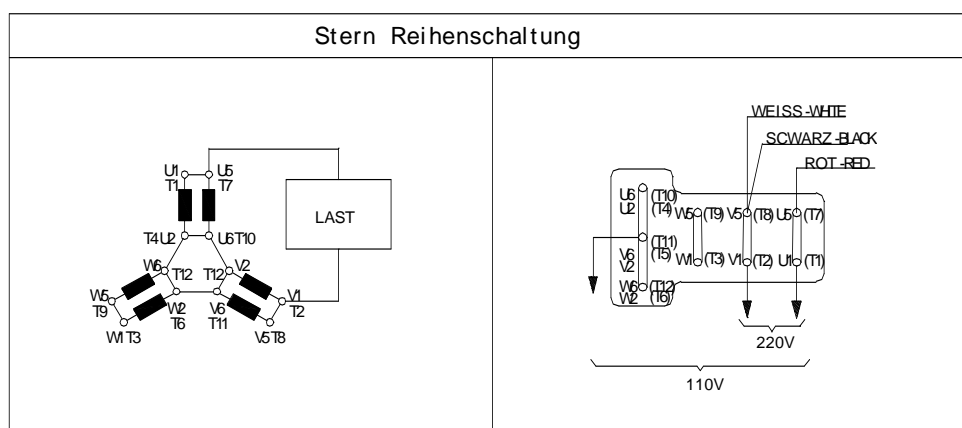 Stern Reihenschaltung
U1 U5
T1 T7
LAST
T4 U2 U6 T10
W6 T12 T12 V2
W5 V1
T9 W2 V6 T2
W1 T3 T6 T11 V5 T8
WEISS-WHITE
SCWARZ-BLACK
ROT-RED
U6 (T10)
U2 (T4)
W5 (T9) V5 (T8) U5 (T7)
(T11)
V6 (T5)
V2
W1 (T3) V1 (T2) U1 (T1)
W6 (T12)
W2 (T6)
220V
110V